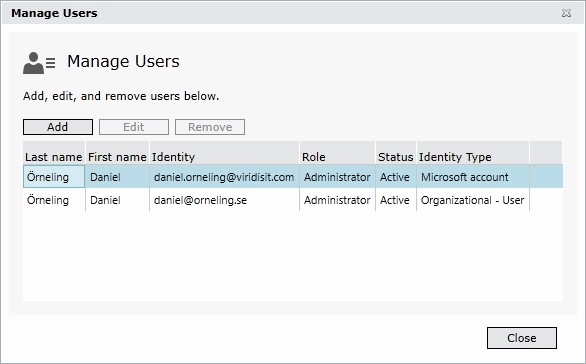 Manage Users
Manage Users
Add, edit, and remove users below.
Add Edit Remove
Last name First name Identity Role Status Identity Type
Örneling Daniel daniel.orneling@viridisit.com Administrator Active Microsoft account
Örneling Daniel daniel@orneling.se Administrator Active Organizational - User
Close